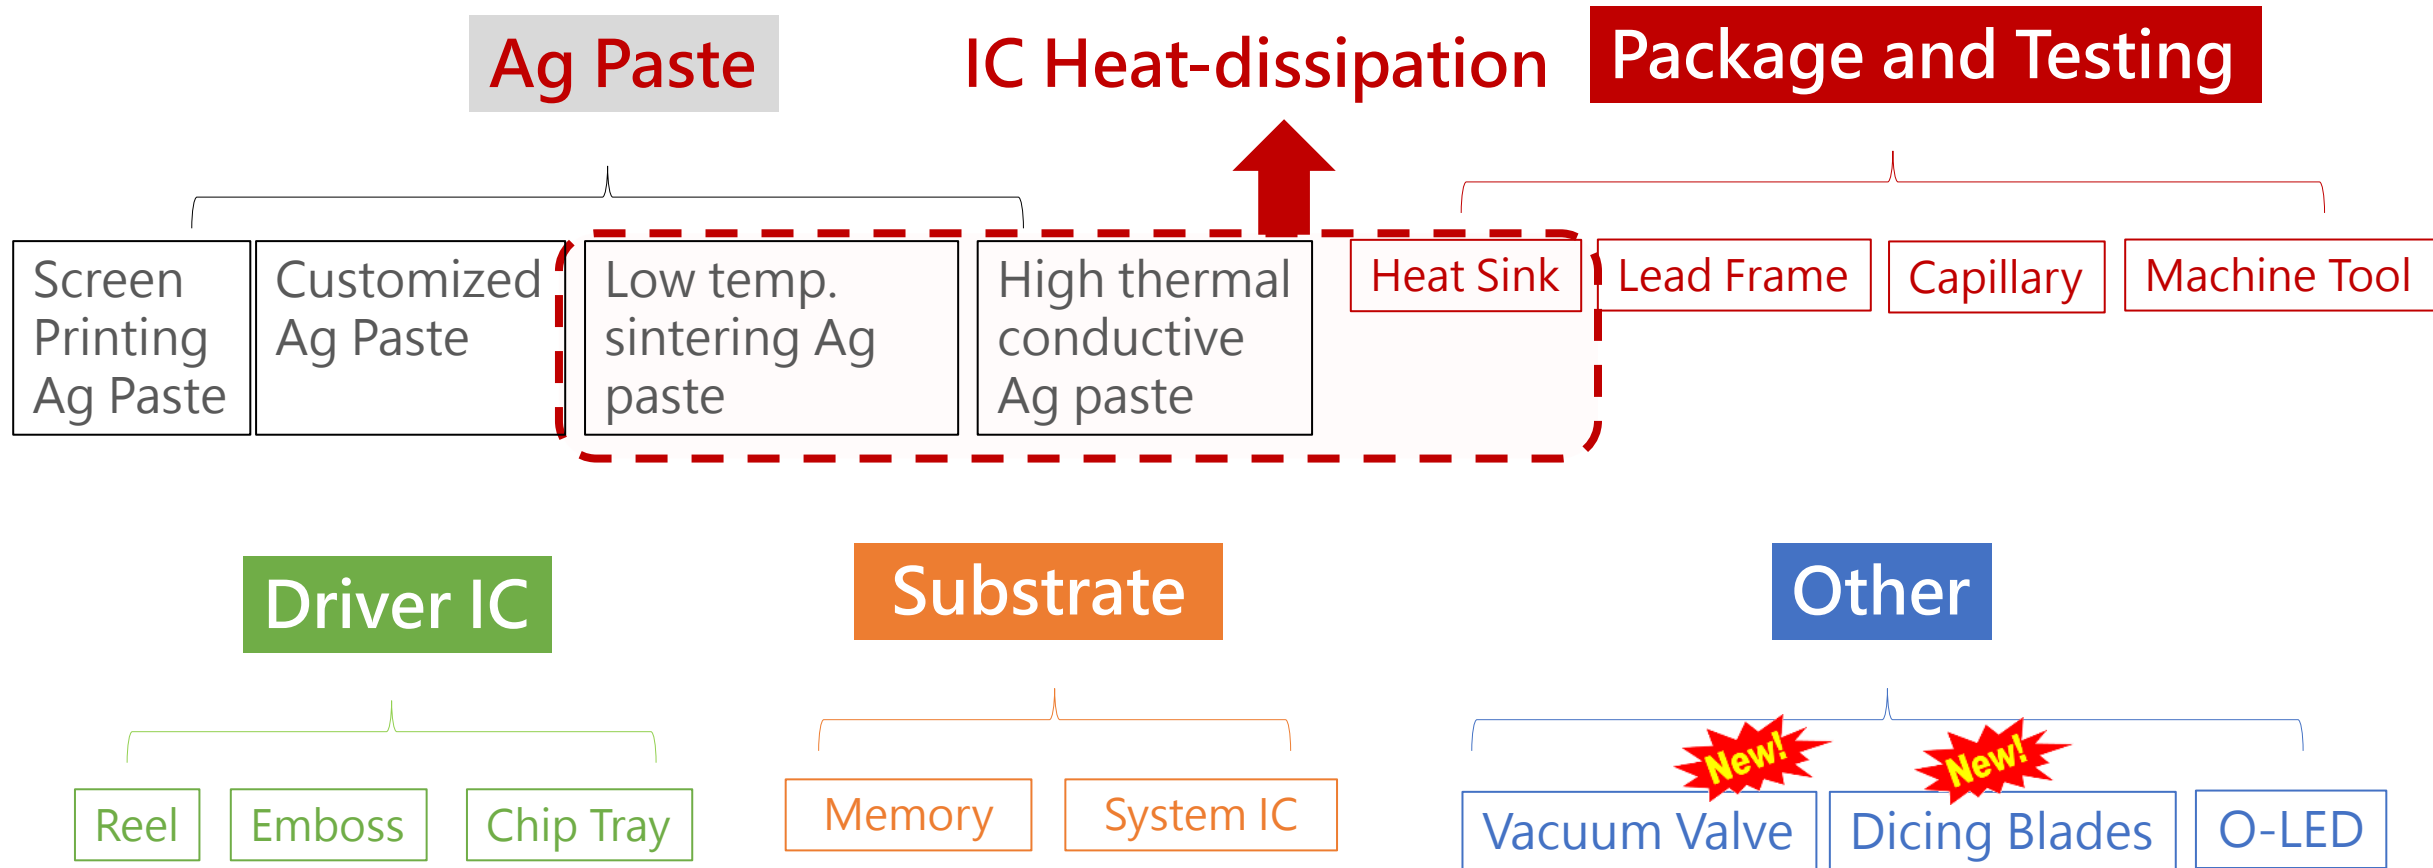 Ag Paste
IC Heat-dissipation
Package and Testing
Screen
Printing
Ag Paste
Customized
Ag Paste
Low temp.
sintering Ag
paste
High thermal
conductive
Ag paste
Heat Sink
Lead Frame
Capillary
Machine Tool
Driver IC
Substrate
Other
Reel
Emboss
Chip Tray
Memory
System IC
New!
Vacuum Valve
New!
Dicing Blades
O-LED